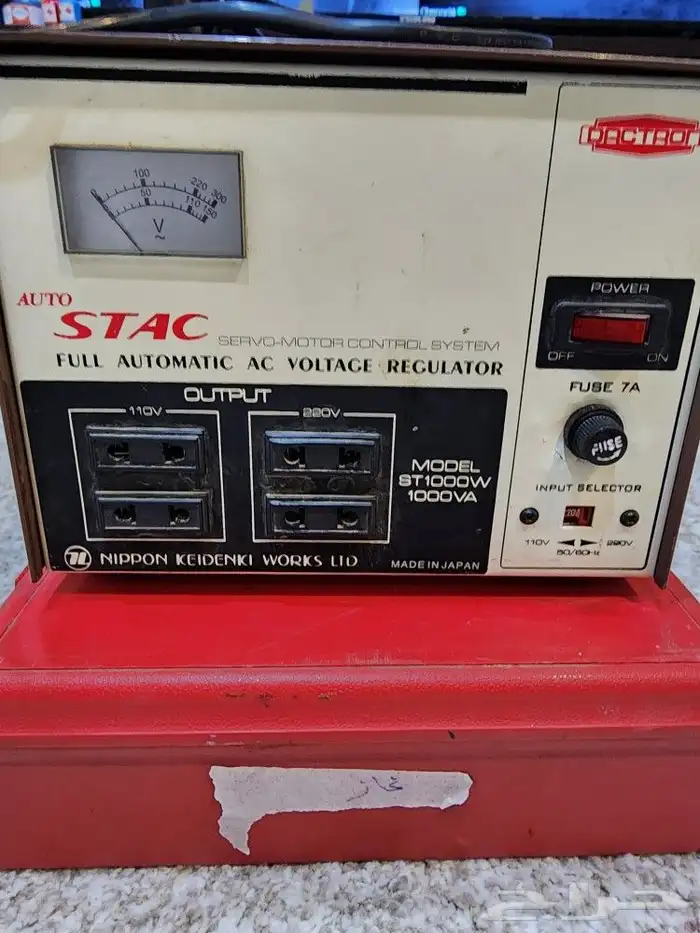 DACTRON
100 220 300
50 110 150
V
POWER
OFF ON
AUTO
STAC SERVO-MOTOR CONTROL SYSTEM
FULL AUTOMATIC AC VOLTAGE REGULATOR
FUSE 7A
FUSE
OUTPUT
110V 220V
MODEL
ST1000W
1000VA
INPUT SELECTOR
110V 220V
50/60Hz
NIPPON KEIDENKI WORKS LTD MADE IN JAPAN
حراج